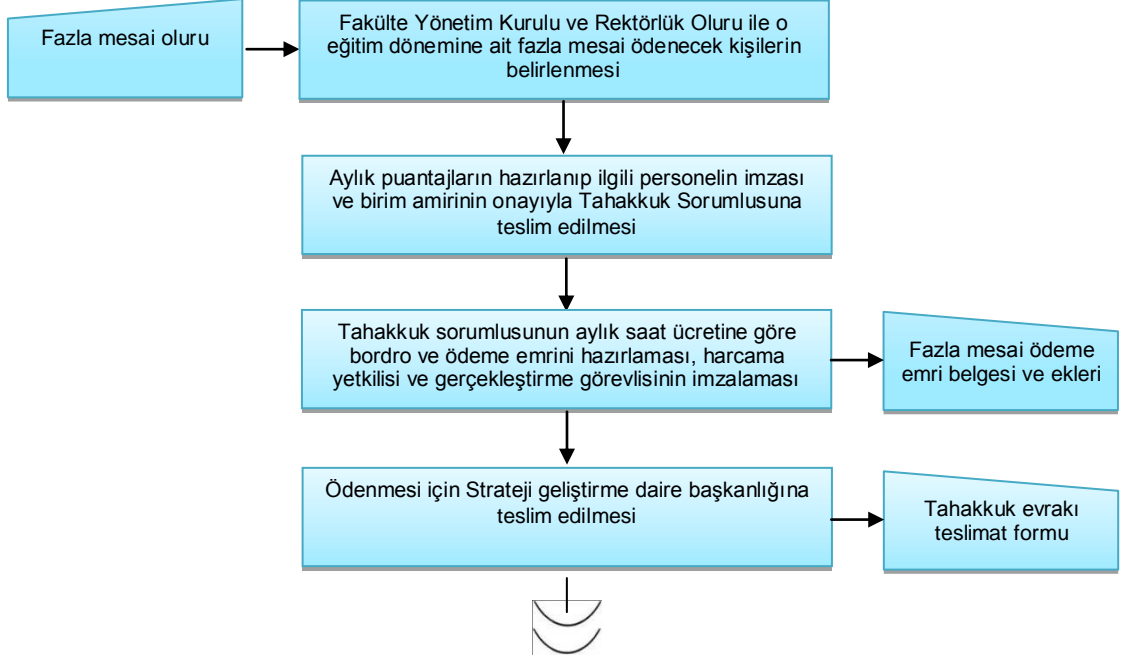 Fazla mesai oluru
Fakülte Yönetim Kurulu ve Rektörlük Oluru ile o
eğitim dönemine ait fazla mesai ödenecek kişilerin
belirlenmesi
Aylık puantajların hazırlanıp ilgili personelin imzası
ve birim amirinin onayıyla Tahakkuk Sorumlusuna
teslim edilmesi
Tahakkuk sorumlusunun aylık saat ücretine göre
bordro ve ödeme emrini hazırlaması, harcama
yetkilisi ve gerçekleştirme görevlisinin imzalaması
Fazla mesai ödeme
emri belgesi ve ekleri
Ödenmesi için Strateji geliştirme daire başkanlığına
teslim edilmesi
Tahakkuk evrakı
teslimat formu